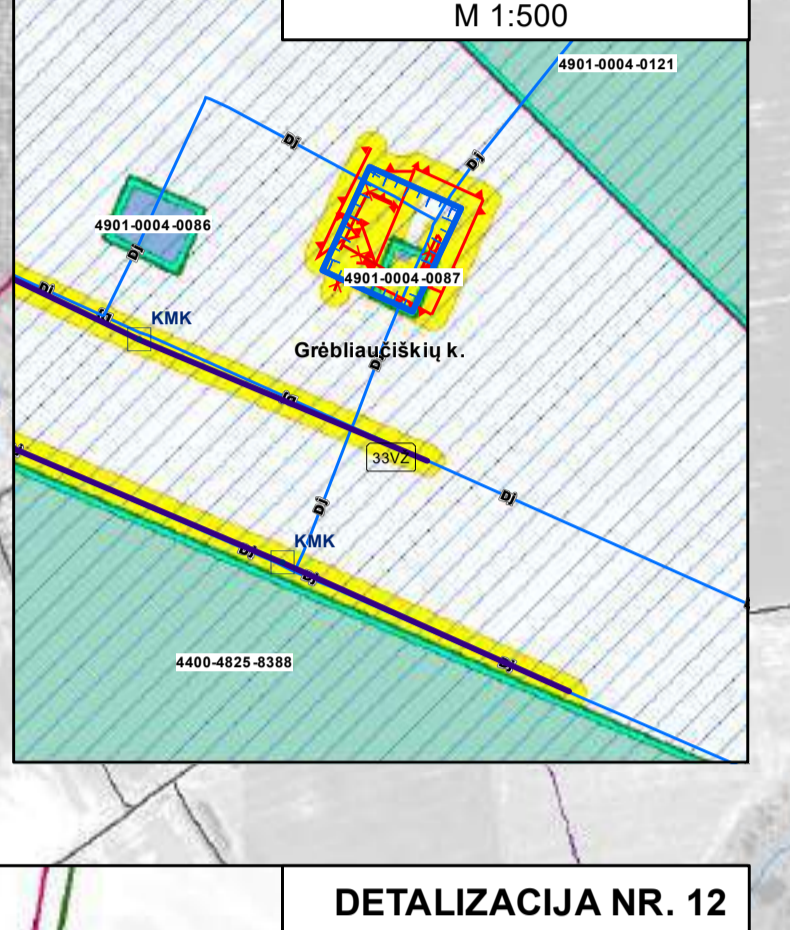 M 1:500
4901-0004-0121
Dj
Dj
4901-0004-0086
Dj
4901-0004-0087
Dj
KMK
Grėbliaučiškių k.
Dj
33VZ
Dj
Dj
KMK
Dj
Dj
Dj
4400-4825-8388
DETALIZACIJA NR. 12